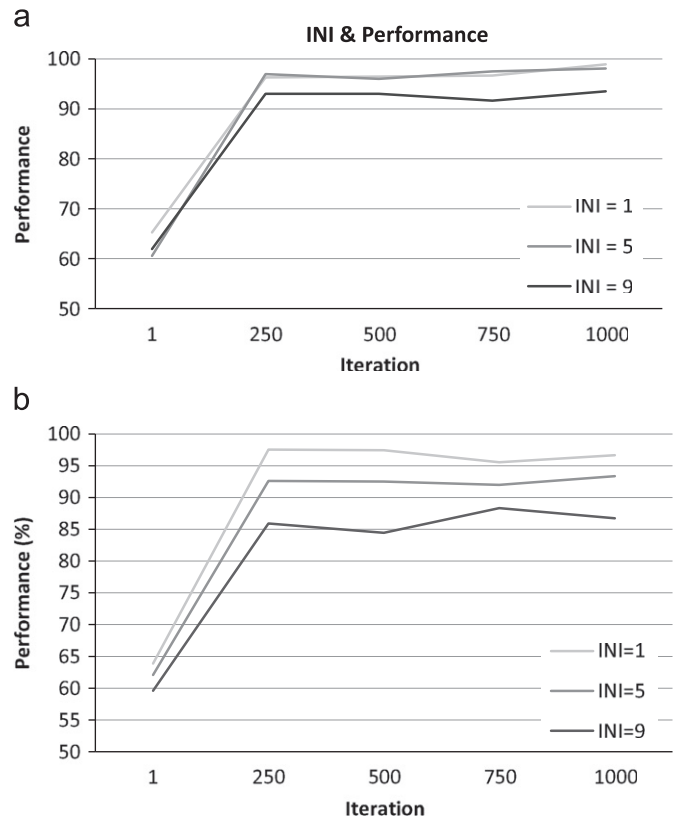 a
INI & Performance
100
90
80
70
60
50
Performance
INI = 1
INI = 5
INI = 9
1 250 500 750 1000
Iteration
b
100
95
90
85
80
75
70
65
60
55
50
Performance (%)
INI=1
INI=5
INI=9
1 250 500 750 1000
Iteration